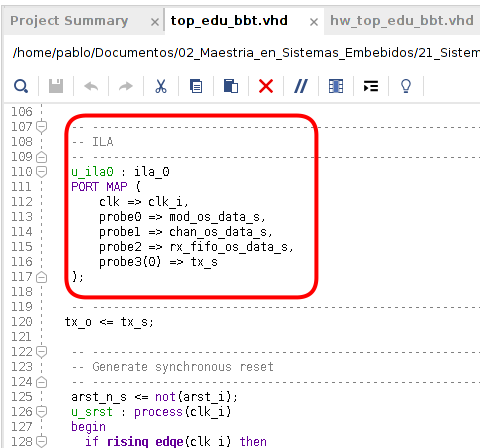 Project Summary × top_edu_bbt.vhd × hw_top_edu_bbt.vhd
/home/pablo/Documentos/02_Maestria_en_Sistemas_Embebidos/21_Sistem
106
107 -- ----------------------------------------
108 -- ILA
109 -- ----------------------------------------
110 u_ila0 : ila_0
111 PORT MAP (
112 clk => clk_i,
113 probe0 => mod_os_data_s,
114 probe1 => chan_os_data_s,
115 probe2 => rx_fifo_os_data_s,
116 probe3(0) => tx_s
117 );
118
119 -- ----------------------------------------
120 tx_o <= tx_s;
121
122 -- ----------------------------------------
123 -- Generate synchronous reset
124 -- ----------------------------------------
125 arst_n_s <= not(arst_i);
126 u_srst : process(clk_i)
127 begin
128 if rising_edge(clk_i) then